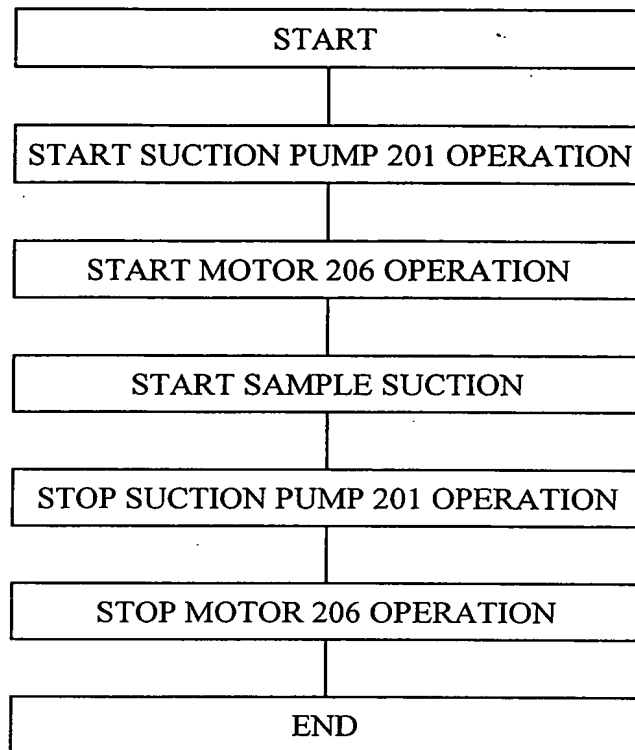 START
START SUCTION PUMP 201 OPERATION
START MOTOR 206 OPERATION
START SAMPLE SUCTION
STOP SUCTION PUMP 201 OPERATION
STOP MOTOR 206 OPERATION
END